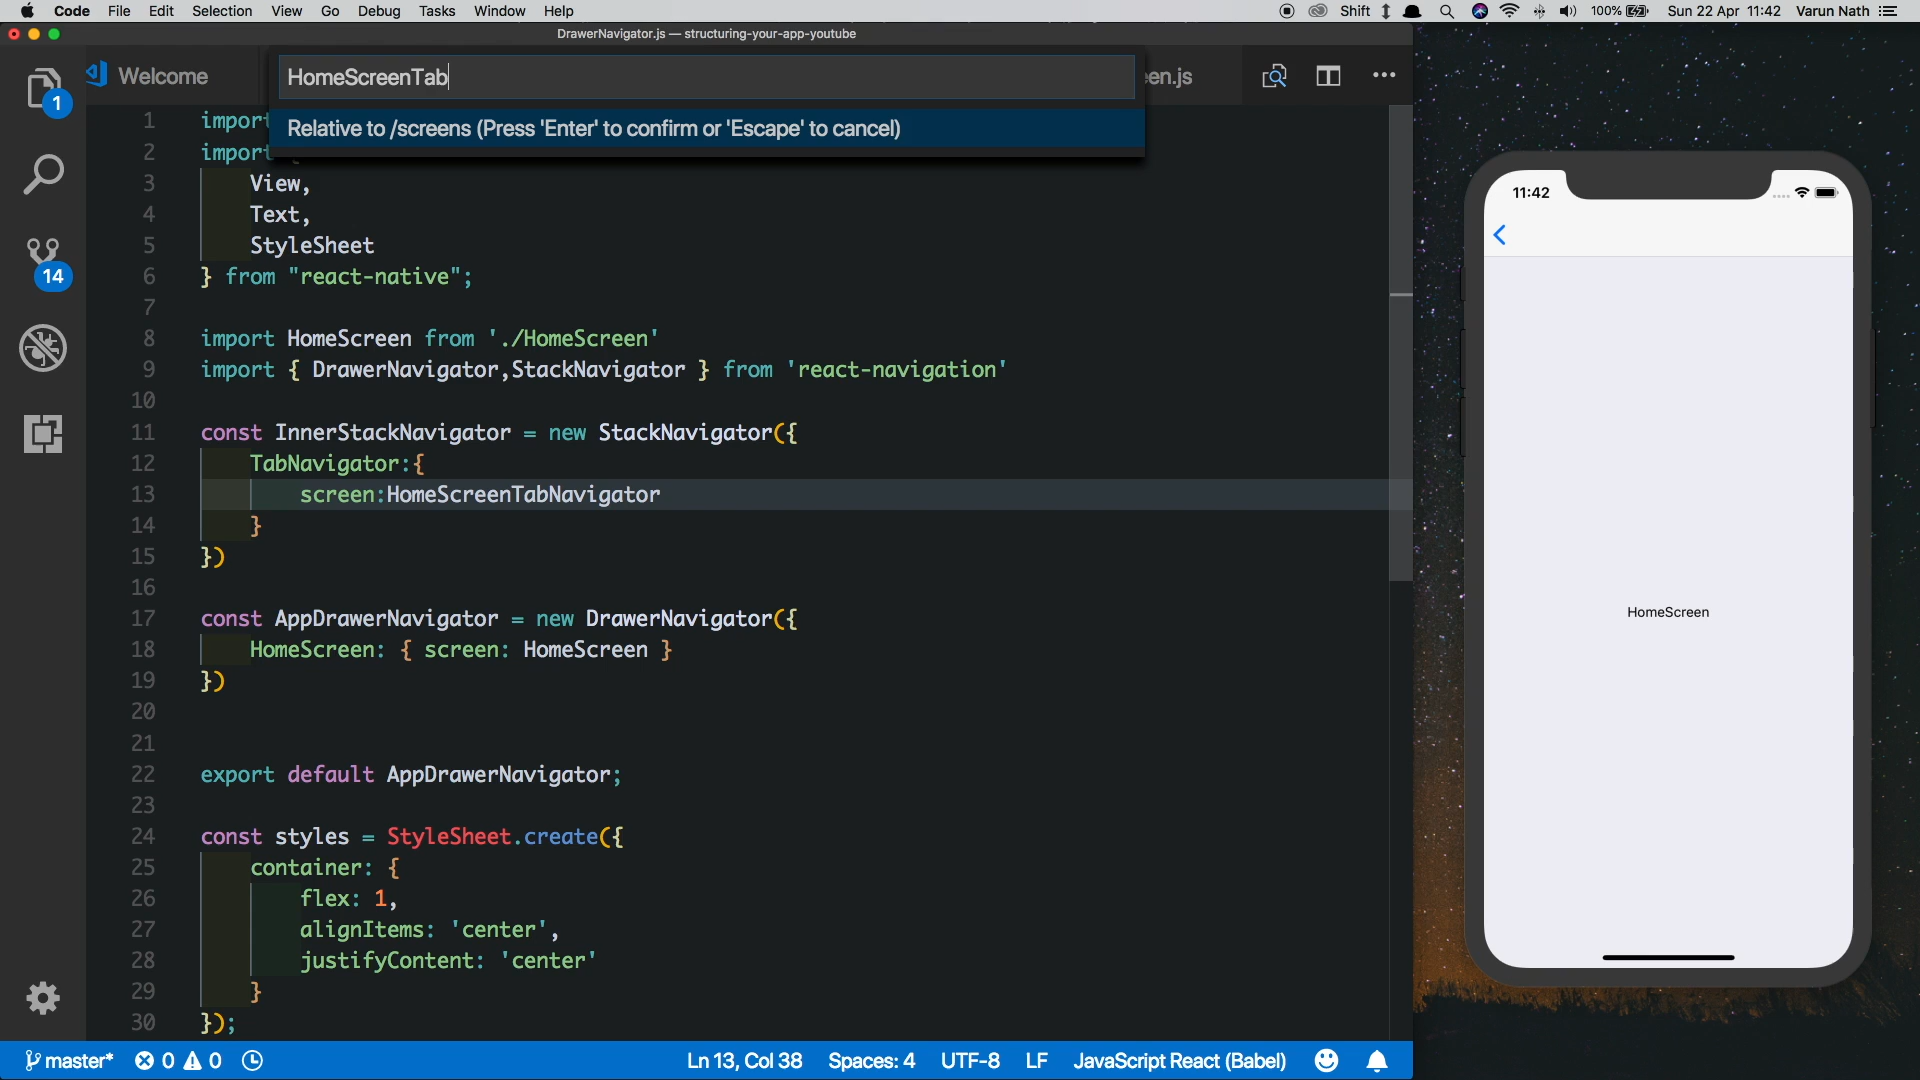 Code File Edit Selection View Go Debug Tasks Window Help
Shift 100% Sun 22 Apr 11:42 Varun Nath
DrawerNavigator.js — structuring-your-app-youtube
Welcome
HomeScreenTab
en.js
Relative to /screens (Press 'Enter' to confirm or 'Escape' to cancel)
1
14
1 import
2 import {
3 View,
4 Text,
5 StyleSheet
6 } from "react-native";
7
8 import HomeScreen from './HomeScreen'
9 import { DrawerNavigator,StackNavigator } from 'react-navigation'
10
11 const InnerStackNavigator = new StackNavigator({
12 TabNavigator:{
13 screen:HomeScreenTabNavigator
14 }
15 })
16
17 const AppDrawerNavigator = new DrawerNavigator({
18 HomeScreen: { screen: HomeScreen }
19 })
20
21
22 export default AppDrawerNavigator;
23
24 const styles = StyleSheet.create({
25 container: {
26 flex: 1,
27 alignItems: 'center',
28 justifyContent: 'center'
29 }
30 });
master* 0 0
Ln 13, Col 38 Spaces: 4 UTF-8 LF JavaScript React (Babel)
11:42
HomeScreen